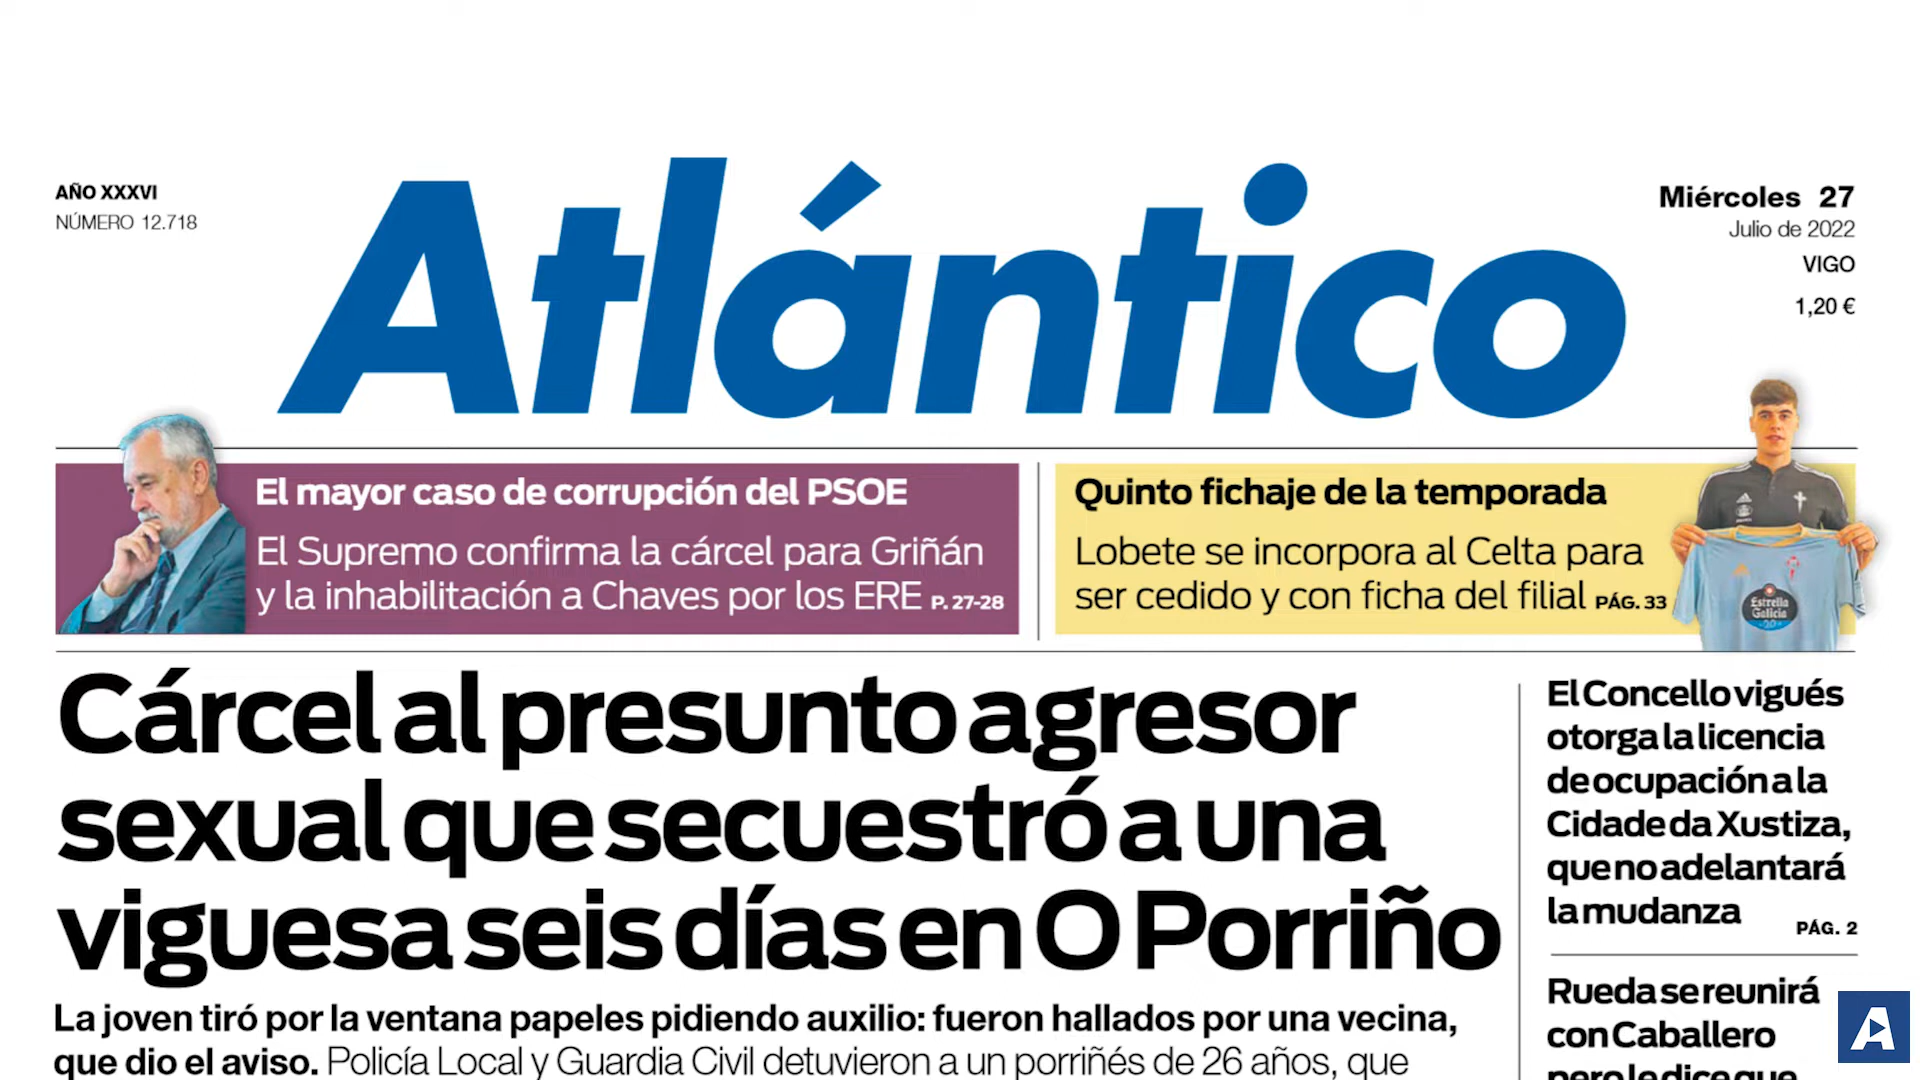 AÑO XXXVI
NÚMERO 12.718
Atlántico
Miércoles 27
Julio de 2022
VIGO
1,20 €
El mayor caso de corrupción del PSOE
El Supremo confirma la cárcel para Griñán
y la inhabilitación a Chaves por los ERE P. 27-28
Quinto fichaje de la temporada
Lobete se incorpora al Celta para
ser cedido y con ficha del filial PÁG. 33
Estrella
Galicia
Cárcel al presunto agresor
sexual que secuestró a una
viguesa seis días en O Porriño
La joven tiró por la ventana papeles pidiendo auxilio: fueron hallados por una vecina,
que dio el aviso. Policía Local y Guardia Civil detuvieron a un porriñés de 26 años, que
El Concello vigués
otorga la licencia
de ocupación a la
Cidade da Xustiza,
que no adelantará
la mudanza
PÁG. 2
Rueda se reunirá
con Caballero
pero le dice que
A